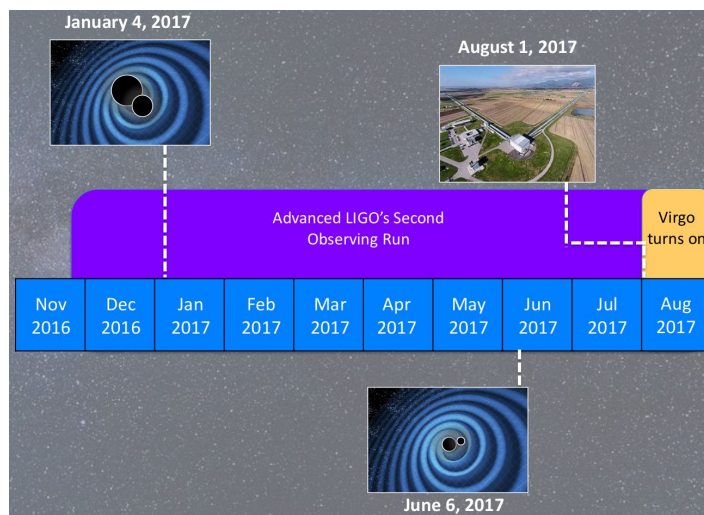 January 4, 2017
August 1, 2017
Advanced LIGO's Second
Observing Run
Virgo
turns on
Nov
2016
Dec
2016
Jan
2017
Feb
2017
Mar
2017
Apr
2017
May
2017
Jun
2017
Jul
2017
Aug
2017
June 6, 2017